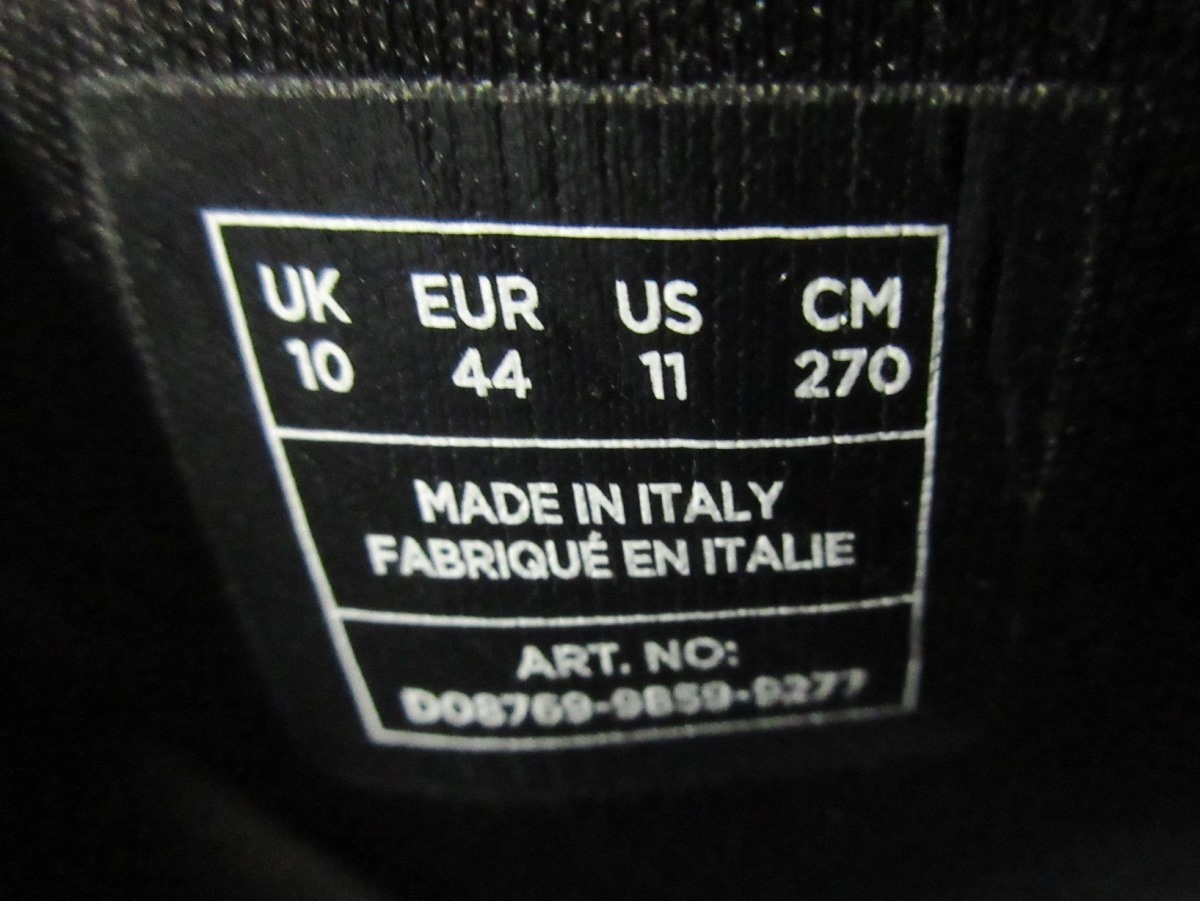 UK EUR US CM
10 44 11 270
MADE IN ITALY
FABRIQUÉ EN ITALIE
ART. NO:
D08769-9859-9277